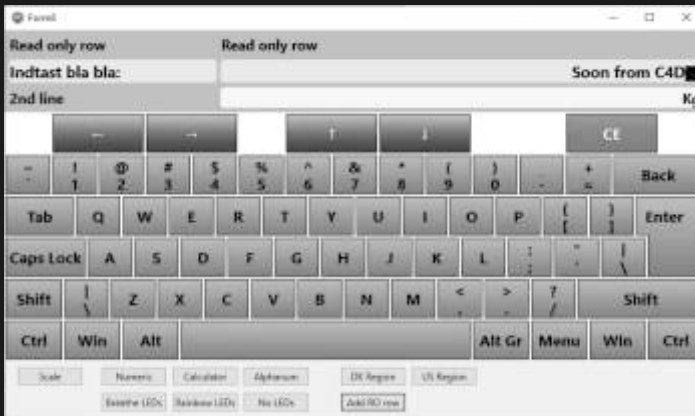 Form1
Read only row Read only row
Indtast bla bla: Soon from C4D
2nd line Kg
← → ↑ ↓ CE
~ ` ! 1 @ 2 # 3 $ 4 % 5 ^ 6 & 7 * 8 ( 9 ) 0 _ - + = Back
Tab Q W E R T Y U I O P { [ } ] Enter
Caps Lock A S D F G H J K L : ; " ' | \
Shift | \ Z X C V B N M < , > . ? / Shift
Ctrl Win Alt Alt Gr Menu Win Ctrl
Scale Numeric Calculator Alphanum DK Region US Region
Breathe LEDs Rainbow LEDs No LEDs Add RO row